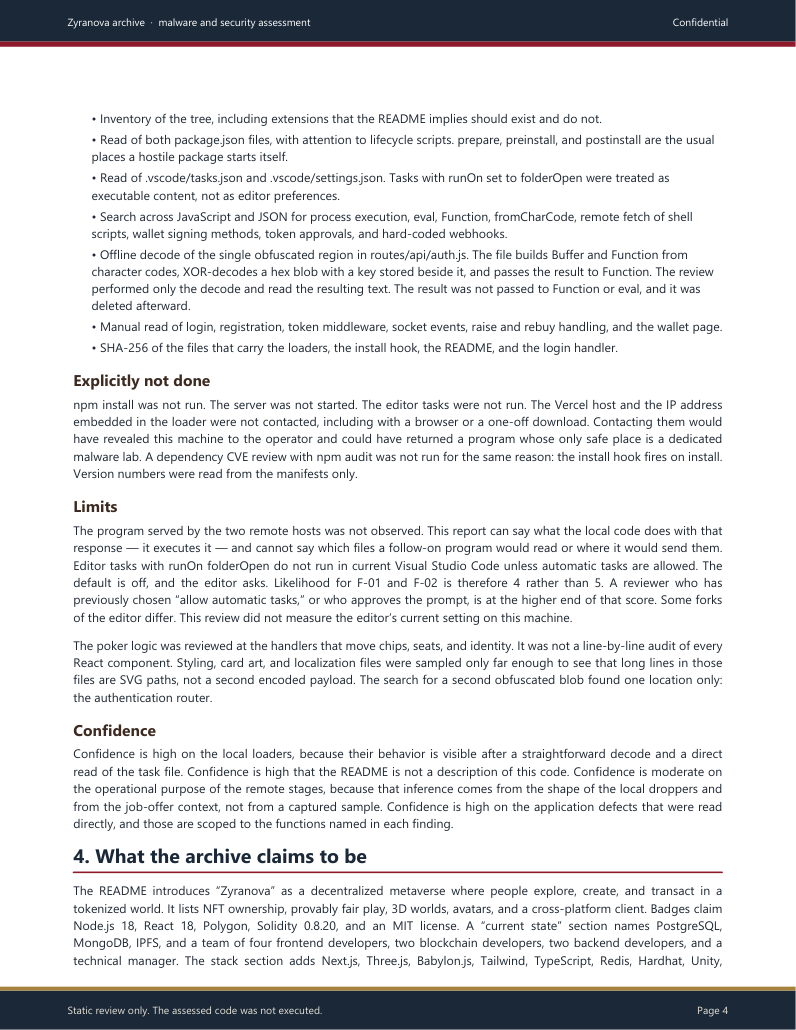 Zyranova archive · malware and security assessment
Confidential
• Inventory of the tree, including extensions that the README implies should exist and do not.
• Read of both package.json files, with attention to lifecycle scripts. prepare, preinstall, and postinstall are the usual
places a hostile package starts itself.
• Read of .vscode/tasks.json and .vscode/settings.json. Tasks with runOn set to folderOpen were treated as
executable content, not as editor preferences.
• Search across JavaScript and JSON for process execution, eval, Function, fromCharCode, remote fetch of shell
scripts, wallet signing methods, token approvals, and hard-coded webhooks.
• Offline decode of the single obfuscated region in routes/api/auth.js. The file builds Buffer and Function from
character codes, XOR-decodes a hex blob with a key stored beside it, and passes the result to Function. The review
performed only the decode and read the resulting text. The result was not passed to Function or eval, and it was
deleted afterward.
• Manual read of login, registration, token middleware, socket events, raise and rebuy handling, and the wallet page.
• SHA-256 of the files that carry the loaders, the install hook, the README, and the login handler.
Explicitly not done
npm install was not run. The server was not started. The editor tasks were not run. The Vercel host and the IP address
embedded in the loader were not contacted, including with a browser or a one-off download. Contacting them would
have revealed this machine to the operator and could have returned a program whose only safe place is a dedicated
malware lab. A dependency CVE review with npm audit was not run for the same reason: the install hook fires on install.
Version numbers were read from the manifests only.
Limits
The program served by the two remote hosts was not observed. This report can say what the local code does with that
response — it executes it — and cannot say which files a follow-on program would read or where it would send them.
Editor tasks with runOn folderOpen do not run in current Visual Studio Code unless automatic tasks are allowed. The
default is off, and the editor asks. Likelihood for F-01 and F-02 is therefore 4 rather than 5. A reviewer who has
previously chosen “allow automatic tasks,” or who approves the prompt, is at the higher end of that score. Some forks
of the editor differ. This review did not measure the editor’s current setting on this machine.
The poker logic was reviewed at the handlers that move chips, seats, and identity. It was not a line-by-line audit of every
React component. Styling, card art, and localization files were sampled only far enough to see that long lines in those
files are SVG paths, not a second encoded payload. The search for a second obfuscated blob found one location only:
the authentication router.
Confidence
Confidence is high on the local loaders, because their behavior is visible after a straightforward decode and a direct
read of the task file. Confidence is high that the README is not a description of this code. Confidence is moderate on
the operational purpose of the remote stages, because that inference comes from the shape of the local droppers and
from the job-offer context, not from a captured sample. Confidence is high on the application defects that were read
directly, and those are scoped to the functions named in each finding.
4. What the archive claims to be
The README introduces “Zyranova” as a decentralized metaverse where people explore, create, and transact in a
tokenized world. It lists NFT ownership, provably fair play, 3D worlds, avatars, and a cross-platform client. Badges claim
Node.js 18, React 18, Polygon, Solidity 0.8.20, and an MIT license. A “current state” section names PostgreSQL,
MongoDB, IPFS, and a team of four frontend developers, two blockchain developers, two backend developers, and a
technical manager. The stack section adds Next.js, Three.js, Babylon.js, Tailwind, TypeScript, Redis, Hardhat, Unity,
Static review only. The assessed code was not executed.
Page 4